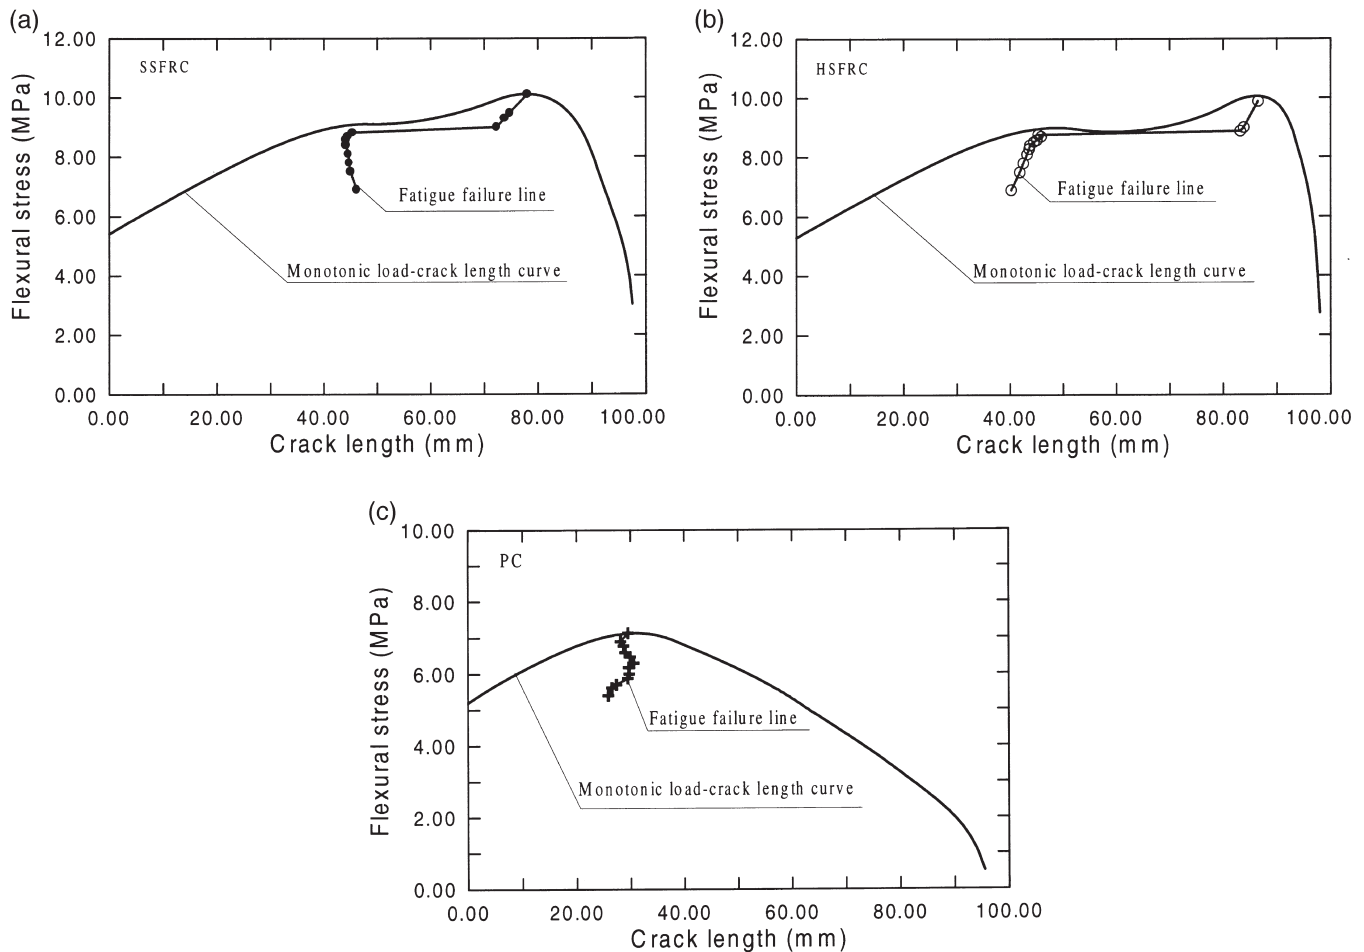 (a)
12.00
10.00
8.00
6.00
4.00
2.00
0.00
Flexural stress (MPa)
SSFRC
Fatigue failure line
Monotonic load-crack length curve
0.00 20.00 40.00 60.00 80.00 100.00
Crack length (mm)
(b)
12.00
10.00
8.00
6.00
4.00
2.00
0.00
Flexural stress (MPa)
HSFRC
Fatigue failure line
Monotonic load-crack length curve
0.00 20.00 40.00 60.00 80.00 100.00
Crack length (mm)
(c)
10.00
8.00
6.00
4.00
2.00
0.00
Flexural stress (MPa)
PC
Fatigue failure line
Monotonic load-crack length curve
0.00 20.00 40.00 60.00 80.00 100.00
Crack length (mm)